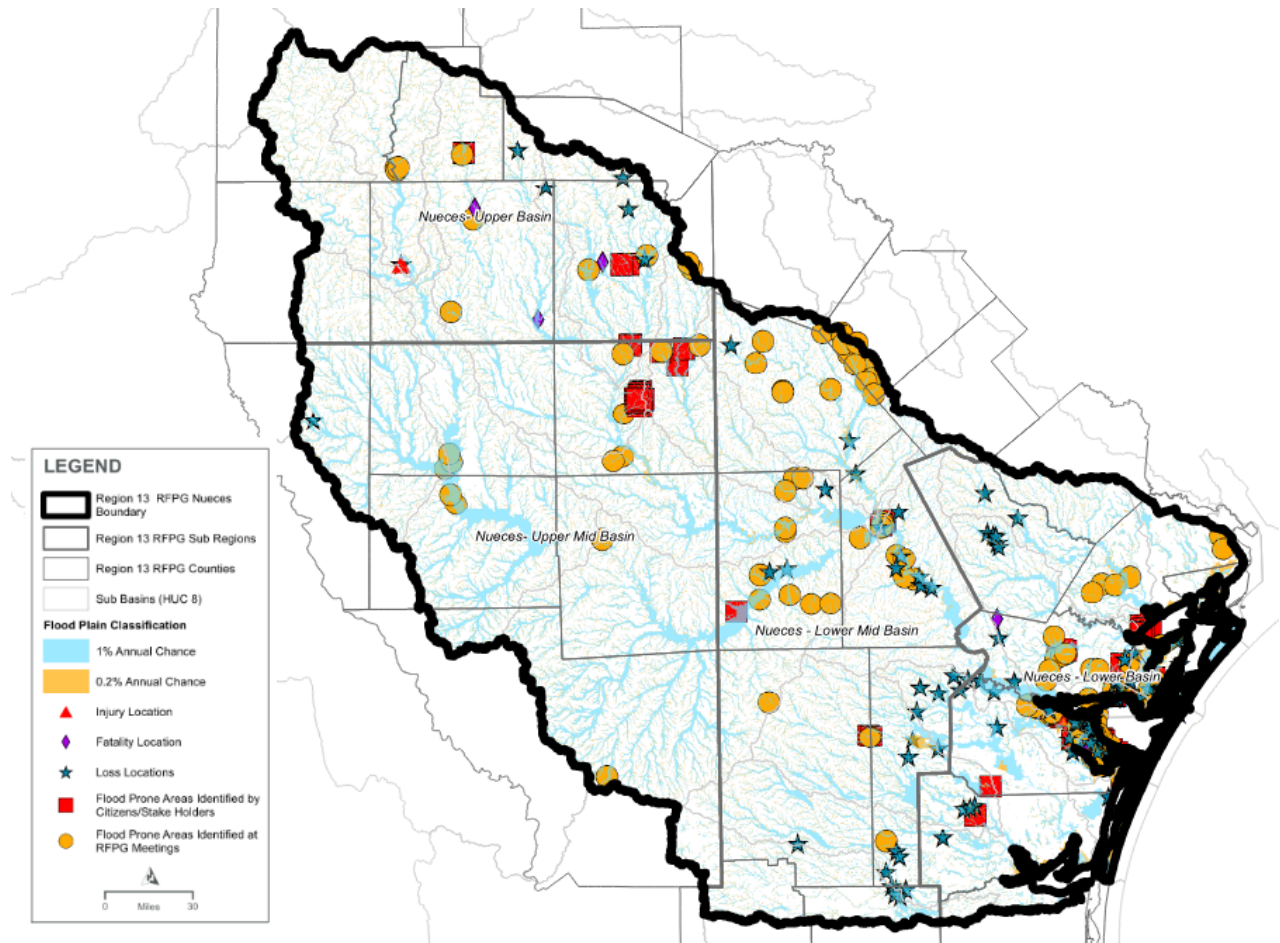 Nueces- Upper Basin
Nueces- Upper Mid Basin
Nueces - Lower Mid Basin
Nueces - Lower Basin
LEGEND
Region 13 RFPG Nueces
Boundary
Region 13 RFPG Sub Regions
Region 13 RFPG Counties
Sub Basins (HUC 8)
Flood Plain Classification
1% Annual Chance
0.2% Annual Chance
Injury Location
Fatality Location
Loss Locations
Flood Prone Areas Identified by
Citizens/Stake Holders
Flood Prone Areas Identified at
RFPG Meetings
0 Miles 30